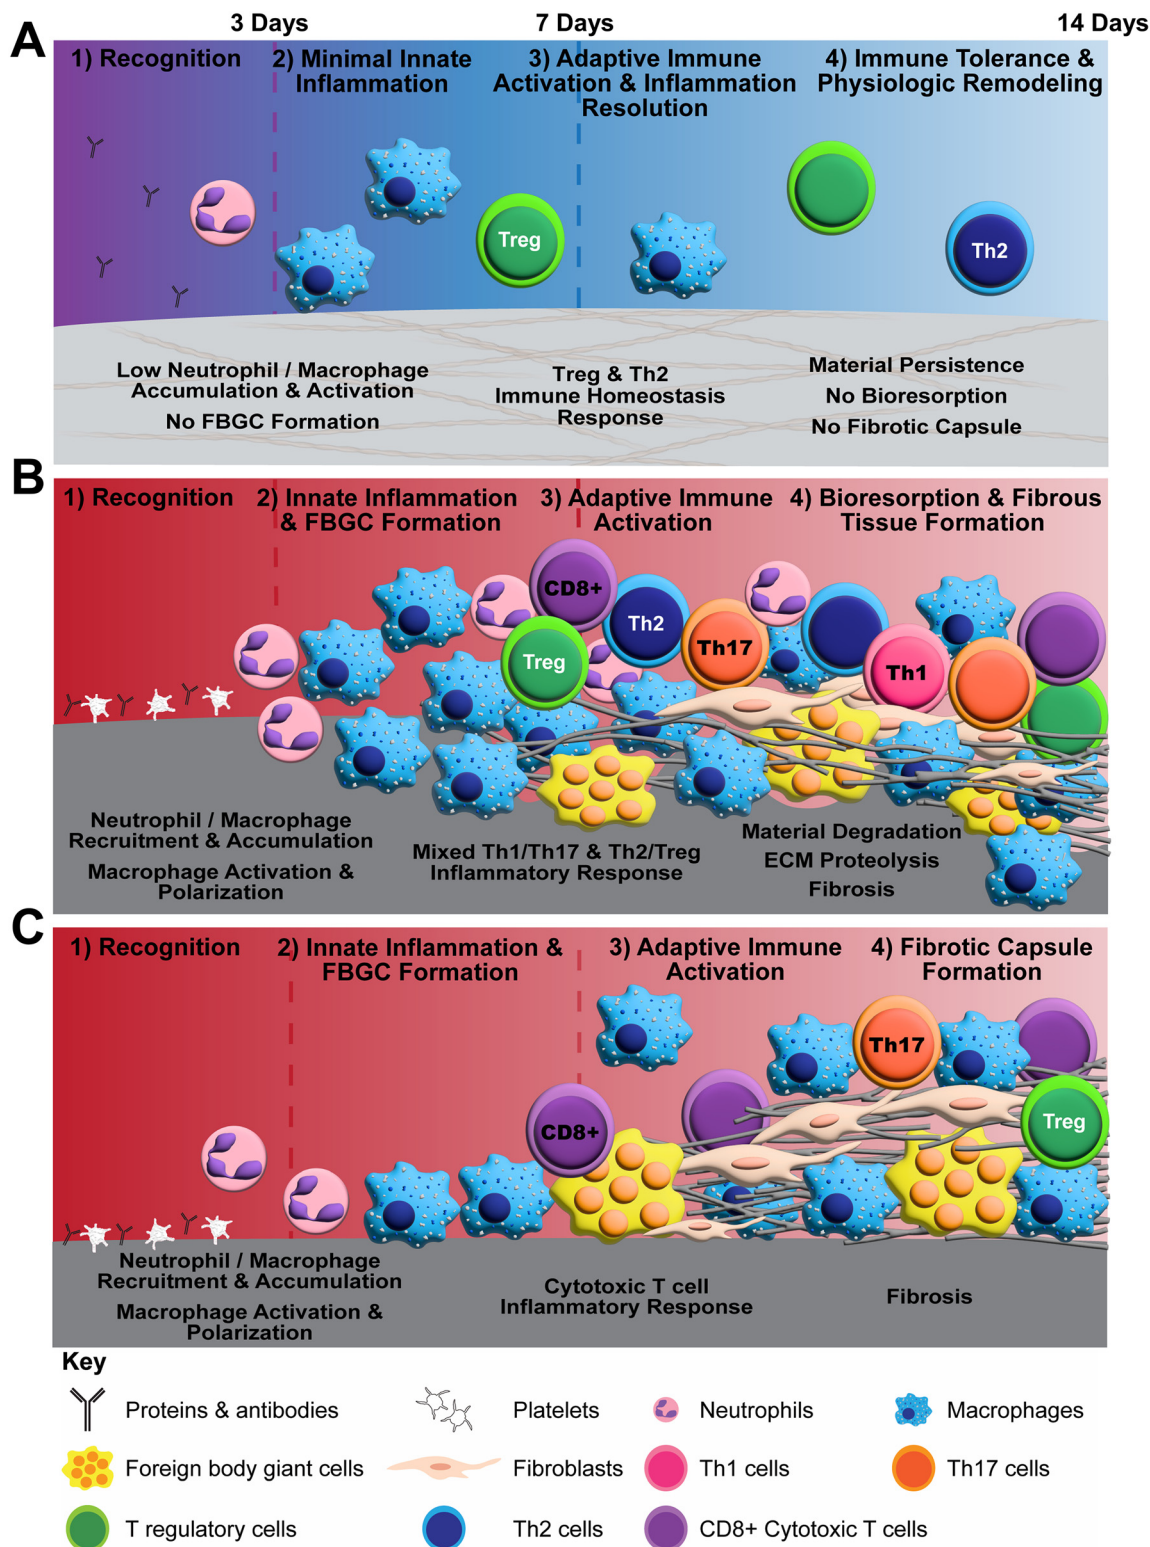 3 Days
7 Days
14 Days
A
1) Recognition
2) Minimal Innate
Inflammation
3) Adaptive Immune
Activation & Inflammation
Resolution
4) Immune Tolerance &
Physiologic Remodeling
Treg
Th2
Low Neutrophil / Macrophage
Accumulation & Activation
No FBGC Formation
Treg & Th2
Immune Homeostasis
Response
Material Persistence
No Bioresorption
No Fibrotic Capsule
B
1) Recognition
2) Innate Inflammation
& FBGC Formation
3) Adaptive Immune
Activation
4) Bioresorption & Fibrous
Tissue Formation
CD8+
Th2
Th17
Treg
Th1
Neutrophil / Macrophage
Recruitment & Accumulation
Macrophage Activation &
Polarization
Mixed Th1/Th17 & Th2/Treg
Inflammatory Response
Material Degradation
ECM Proteolysis
Fibrosis
C
1) Recognition
2) Innate Inflammation &
FBGC Formation
3) Adaptive Immune
Activation
4) Fibrotic Capsule
Formation
Th17
CD8+
Treg
Neutrophil / Macrophage
Recruitment & Accumulation
Macrophage Activation &
Polarization
Cytotoxic T cell
Inflammatory Response
Fibrosis
Key
Proteins & antibodies
Platelets
Neutrophils
Macrophages
Foreign body giant cells
Fibroblasts
Th1 cells
Th17 cells
T regulatory cells
Th2 cells
CD8+ Cytotoxic T cells